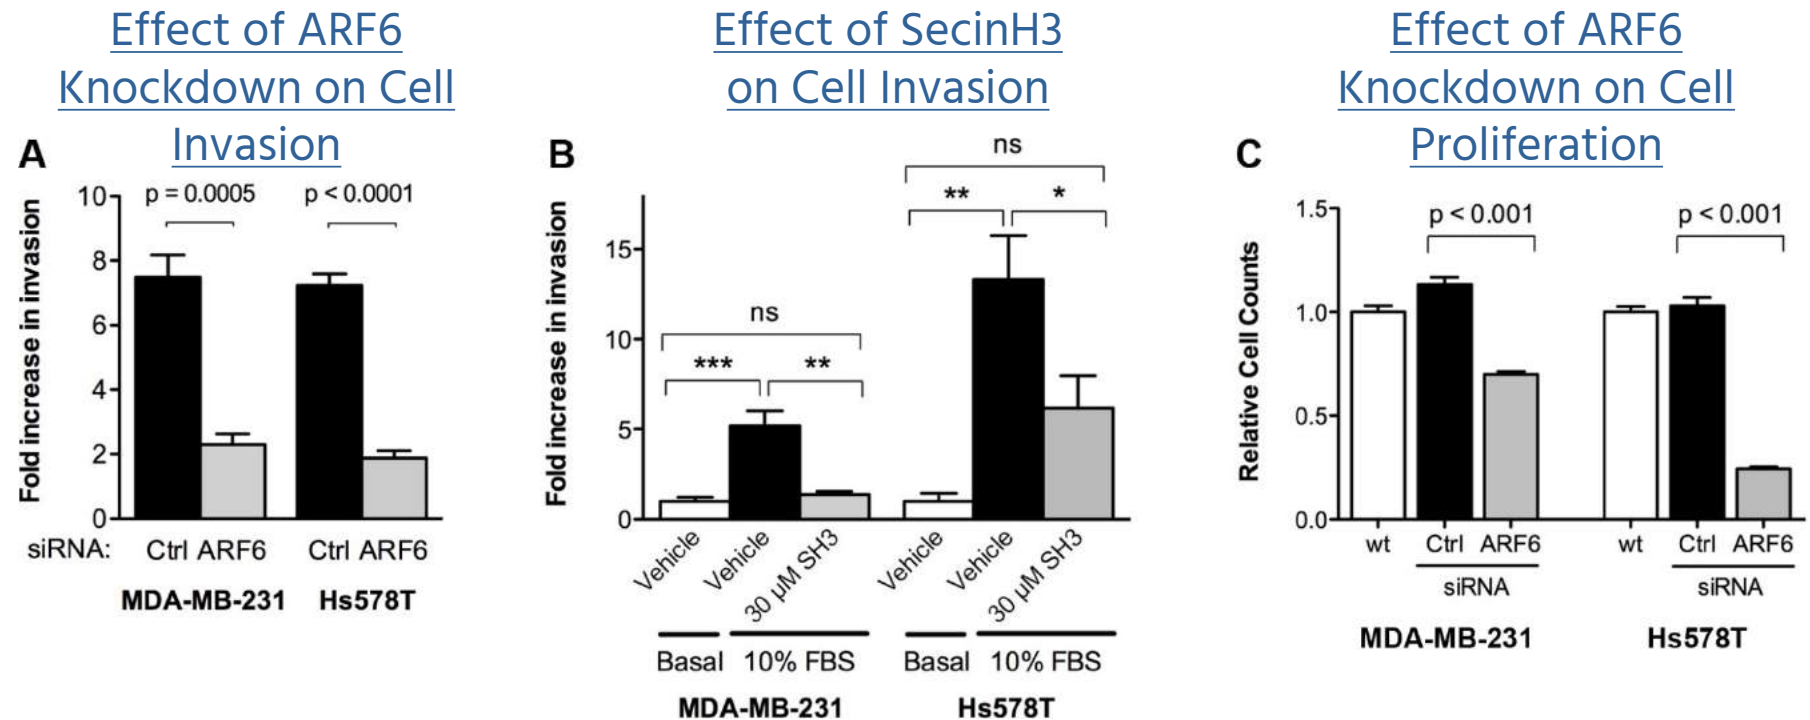 Effect of ARF6
Knockdown on Cell
Invasion
A
p = 0.0005
p < 0.0001
Fold increase in invasion
10
8
6
4
2
0
siRNA:
Ctrl ARF6
Ctrl ARF6
MDA-MB-231
Hs578T
Effect of SecinH3
on Cell Invasion
B
ns
**
*
ns
***
**
Fold increase in invasion
15
10
5
0
Vehicle
Vehicle
30 µM SH3
Vehicle
Vehicle
30 µM SH3
Basal
10% FBS
Basal
10% FBS
MDA-MB-231
Hs578T
Effect of ARF6
Knockdown on Cell
Proliferation
C
p < 0.001
p < 0.001
Relative Cell Counts
1.5
1.0
0.5
0.0
wt
Ctrl
ARF6
wt
Ctrl
ARF6
siRNA
siRNA
MDA-MB-231
Hs578T